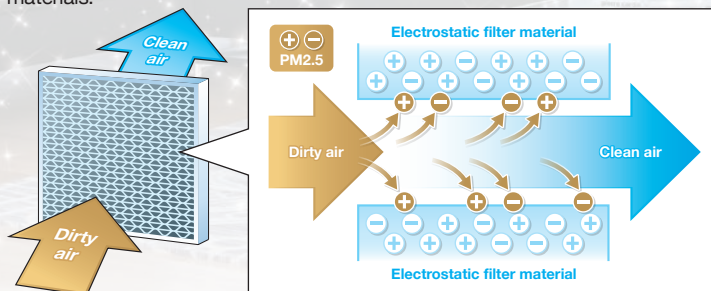 materials.
Clean
air
Dirty
air
⊕ ⊖
PM2.5
Electrostatic filter material
Dirty air
Clean air
Electrostatic filter material